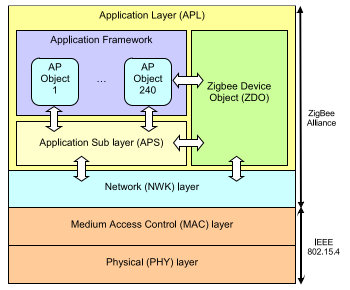 Application Layer (APL)
Application Framework
AP
Object
1
...
AP
Object
240
Zigbee Device
Object (ZDO)
Application Sub layer (APS)
Network (NWK) layer
Medium Access Control (MAC) layer
Physical (PHY) layer
ZigBee
Alliance
IEEE
802.15.4